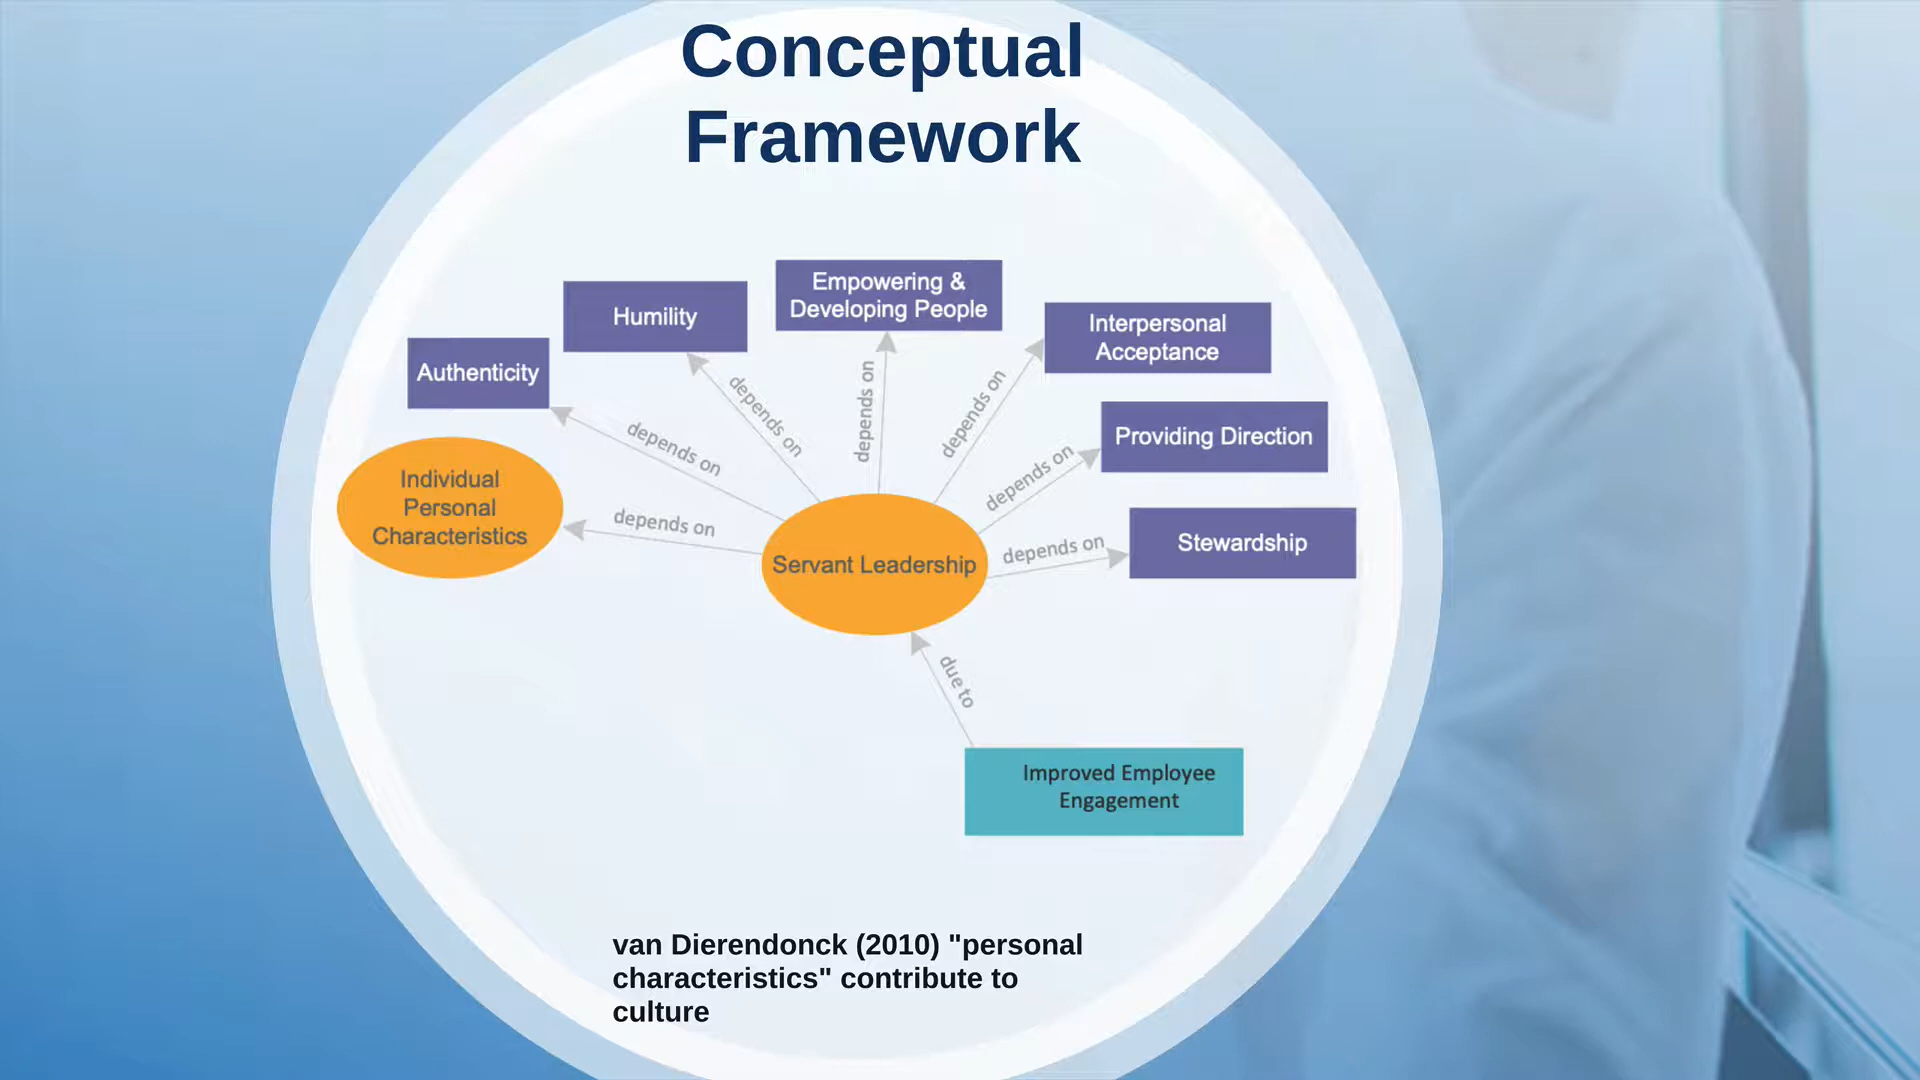 Conceptual
Framework
Empowering &
Developing People
Humility
Interpersonal
Acceptance
Authenticity
Providing Direction
Individual
Personal
Characteristics
Stewardship
Servant Leadership
depends on
depends on
depends on
depends on
depends on
depends on
depends on
due to
Improved Employee
Engagement
van Dierendonck (2010) "personal
characteristics" contribute to
culture